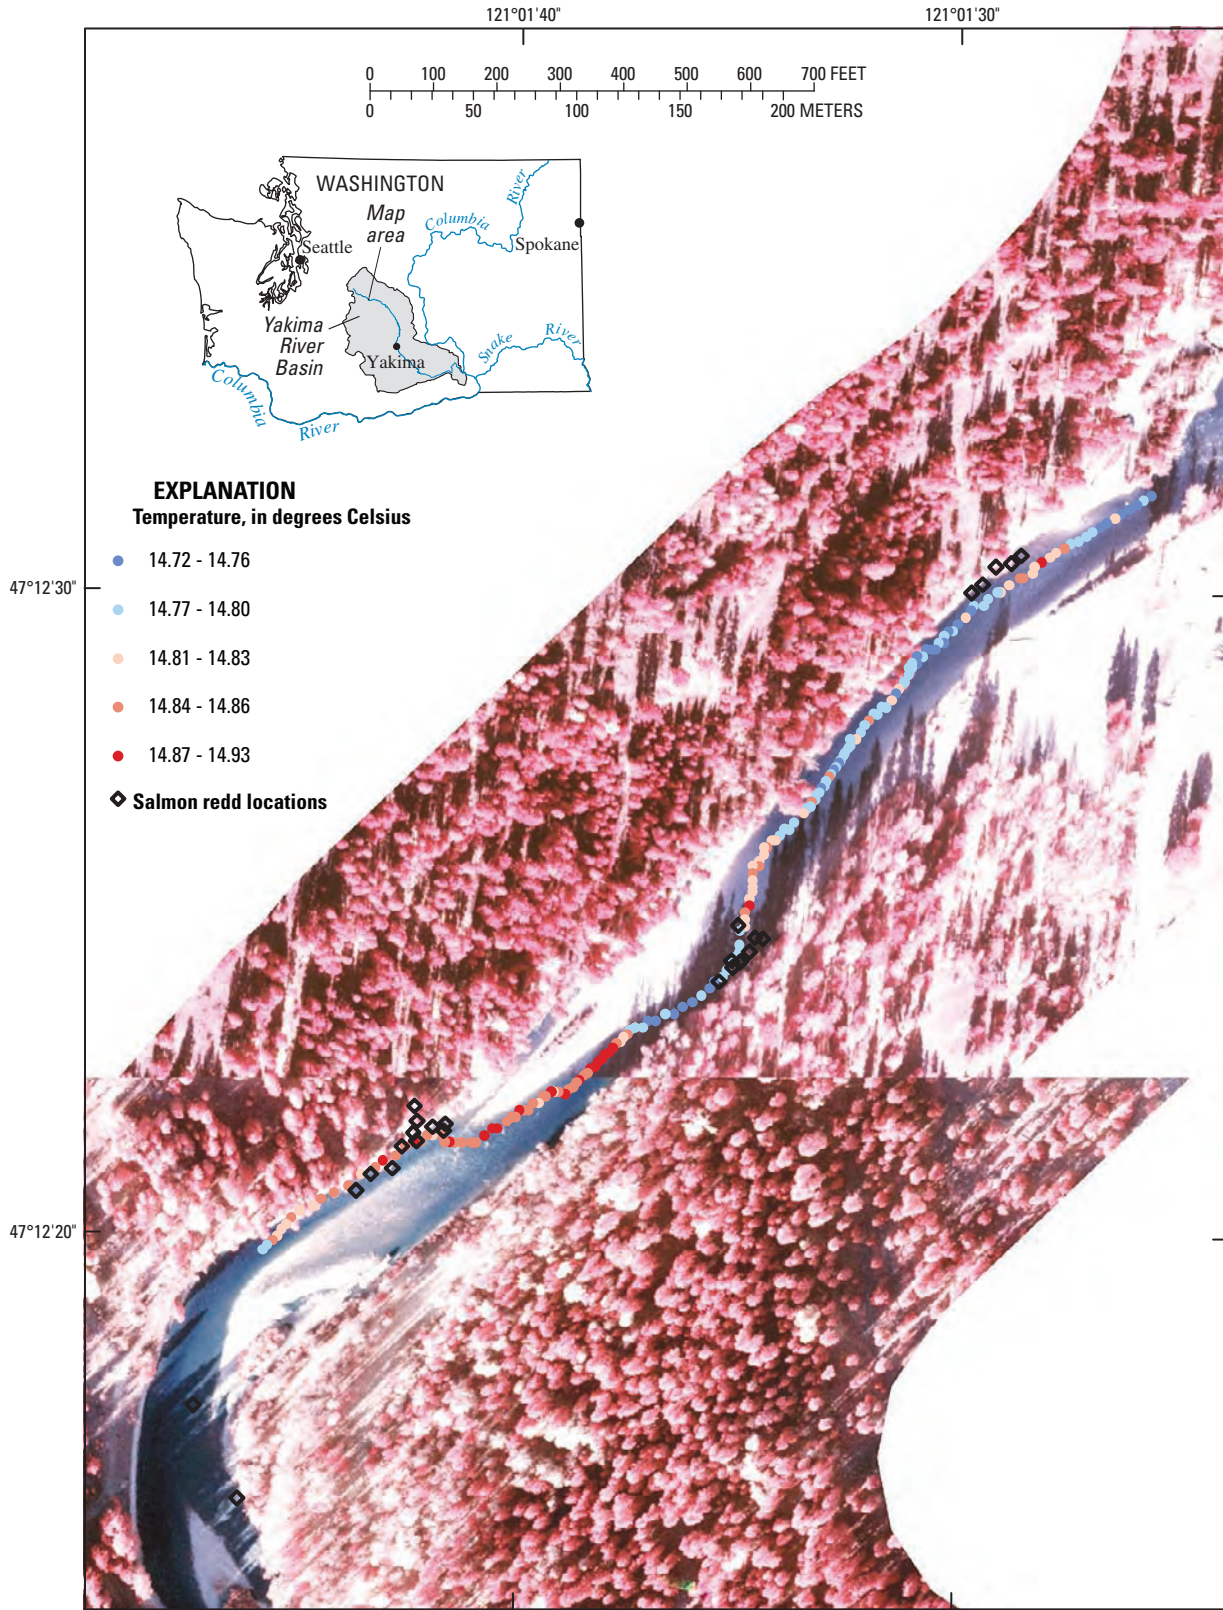 121°01'40"
121°01'30"
0 100 200 300 400 500 600 700 FEET
0 50 100 150 200 METERS
WASHINGTON
Map
area
Columbia
River
Seattle
Spokane
Yakima
River
Basin
Yakima
Snake
River
Columbia
River
EXPLANATION
Temperature, in degrees Celsius
14.72 - 14.76
14.77 - 14.80
14.81 - 14.83
14.84 - 14.86
14.87 - 14.93
Salmon redd locations
47°12'30"
47°12'20"